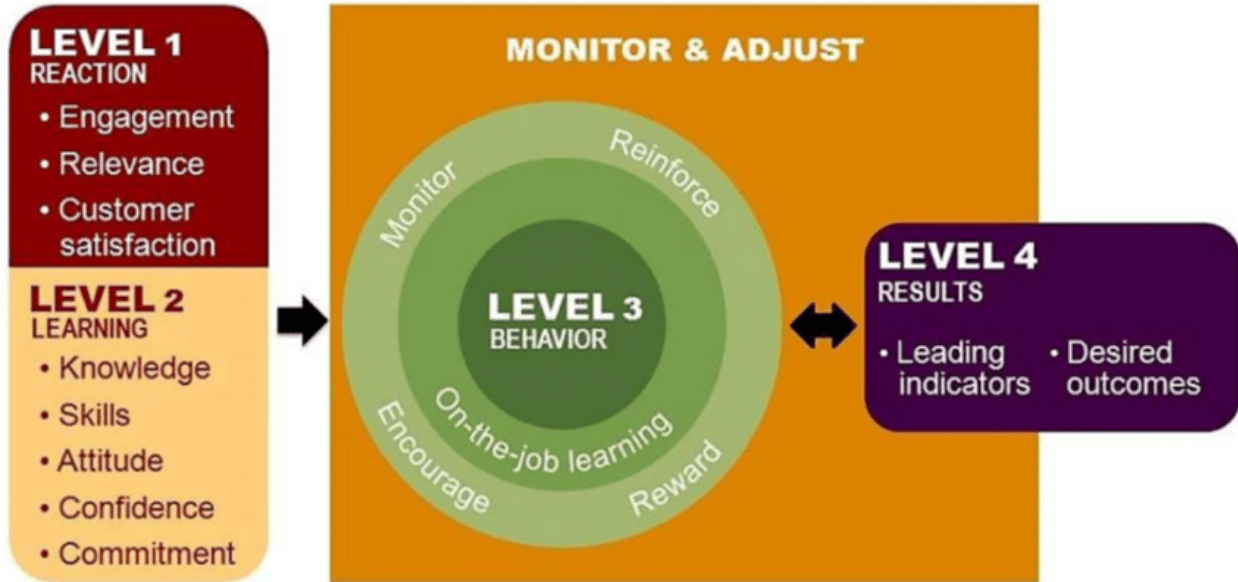 LEVEL 1
REACTION
• Engagement
• Relevance
• Customer
satisfaction
LEVEL 2
LEARNING
• Knowledge
• Skills
• Attitude
• Confidence
• Commitment
MONITOR & ADJUST
Monitor
Reinforce
LEVEL 3
BEHAVIOR
On-the-job learning
Encourage
Reward
LEVEL 4
RESULTS
• Leading
indicators
• Desired
outcomes